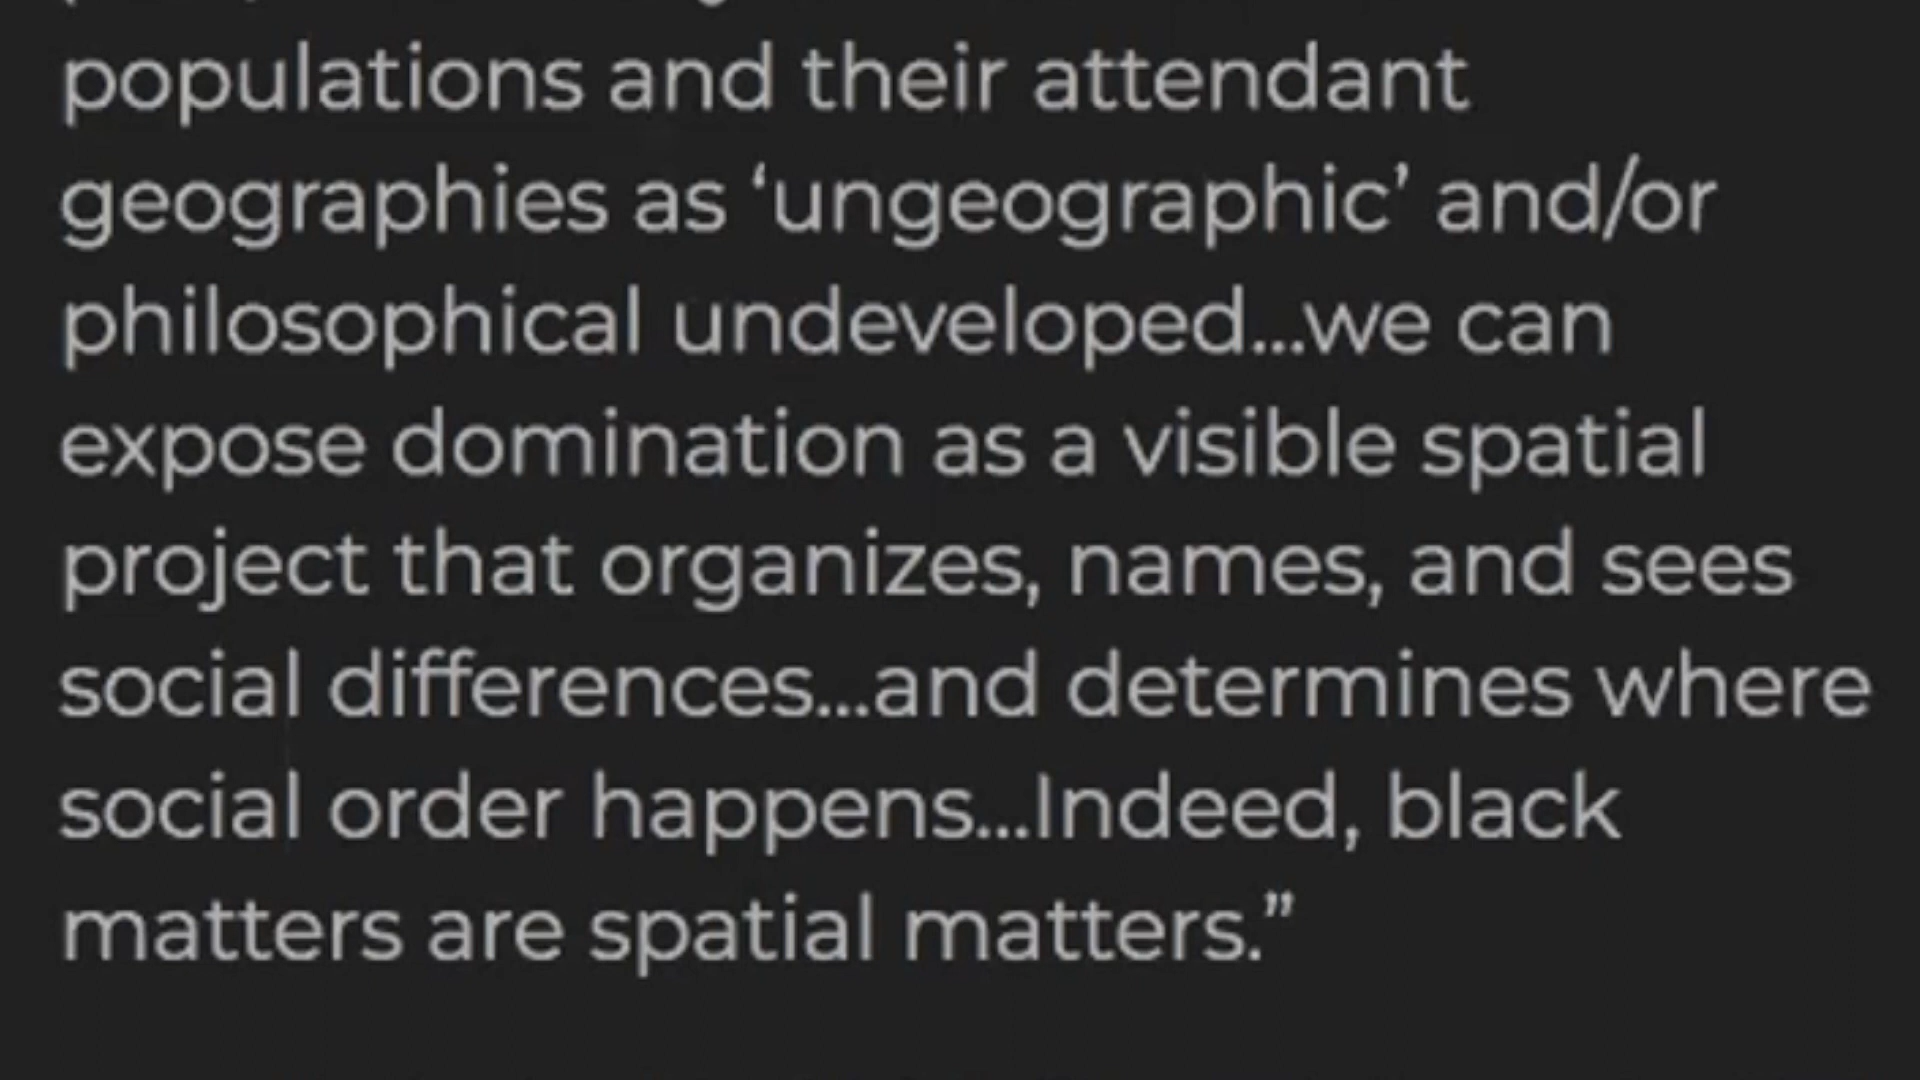 populations and their attendant
geographies as ‘ungeographic’ and/or
philosophical undeveloped...we can
expose domination as a visible spatial
project that organizes, names, and sees
social differences...and determines where
social order happens...Indeed, black
matters are spatial matters.”